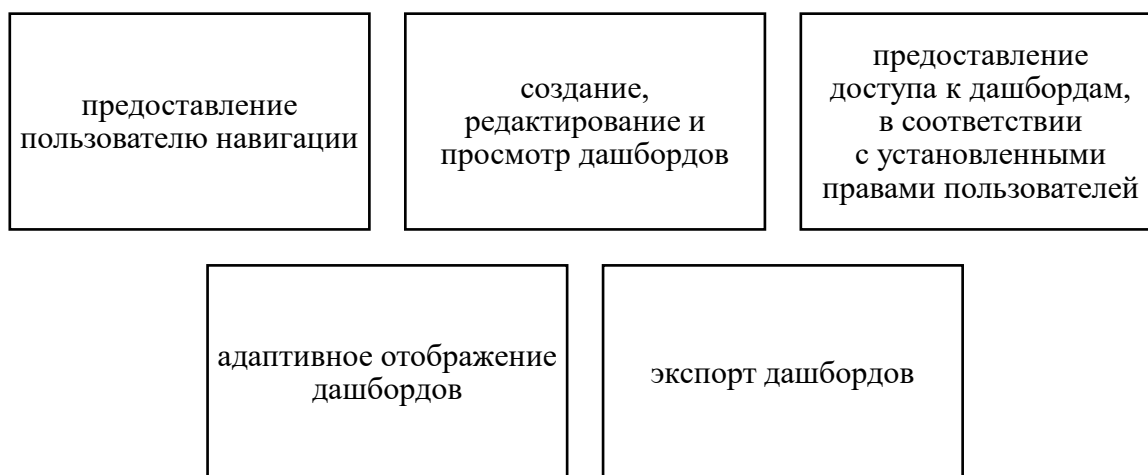 предоставление
пользователю навигации
создание,
редактирование и
просмотр дашбордов
предоставление
доступа к дашбордам,
в соответствии
с установленными
правами пользователей
адаптивное отображение
дашбордов
экспорт дашбордов